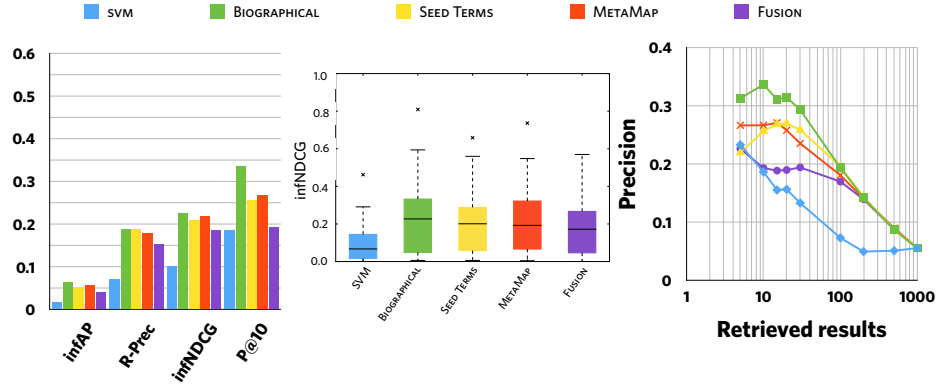 SVM BIOGRAPHICAL SEED TERMS METAMAP FUSION
0.6
0.5
0.4
0.3
0.2
0.1
0
infAP R-Prec infNDCG P@10
infNDCG
1.0
0.8
0.6
0.4
0.2
0.0
SVM BIOGRAPHICAL SEED TERMS METAMAP FUSION
Precision
0.4
0.3
0.2
0.1
0
1 10 100 1000
Retrieved results